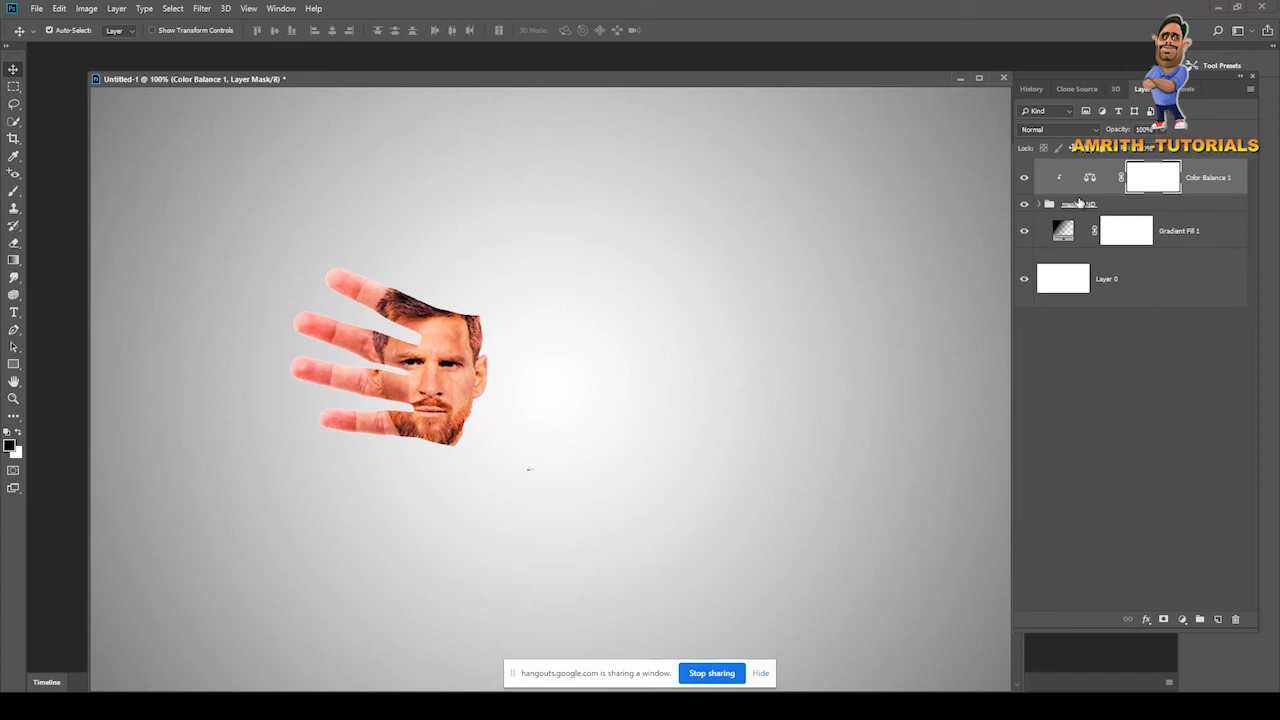 File Edit Image Layer Type Select Filter 3D View Window Help
Auto-Select: Layer Show Transform Controls 3D Mode:
Tool Presets
Untitled-1 @ 100% (Color Balance 1, Layer Mask/8) *
History Clone Source 3D
Kind
Normal Opacity: 100%
Lock:
AMRITH-TUTORIALS
Color Balance 1
Gradient Fill 1
Layer 0
hangouts.google.com is sharing a window. Stop sharing Hide
Timeline